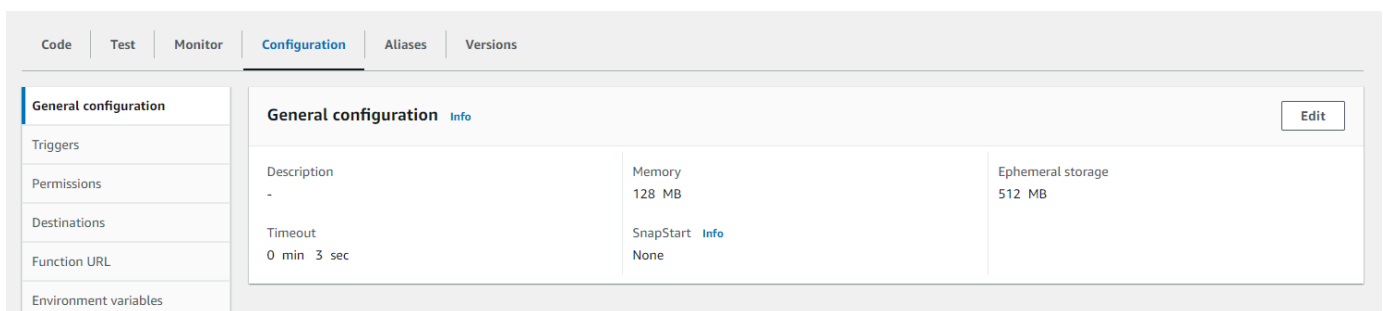 Code Test Monitor Configuration Aliases Versions
General configuration
Triggers
Permissions
Destinations
Function URL
Environment variables
General configuration Info
Edit
Description
-
Timeout
0 min 3 sec
Memory
128 MB
SnapStart Info
None
Ephemeral storage
512 MB